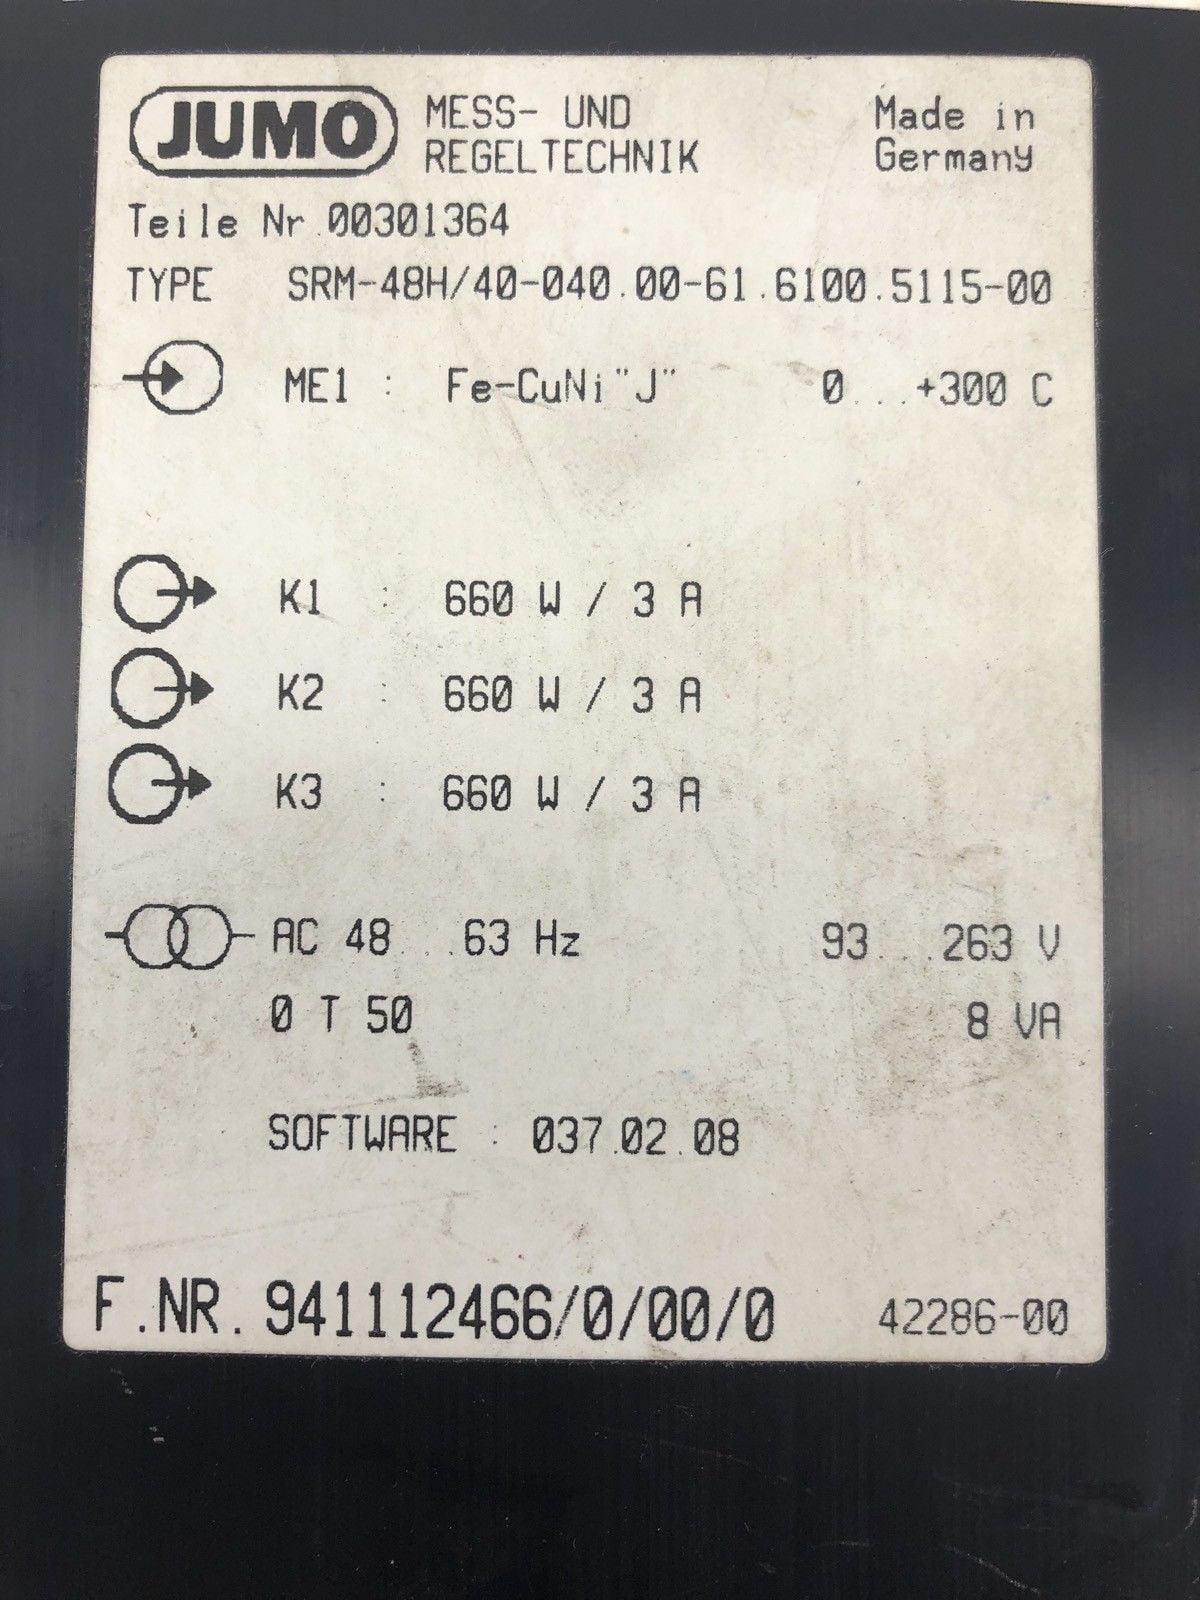 JUMO MESS- UND REGELTECHNIK
Made in Germany
Teile Nr.00301364
TYPE SRM-48H/40-040.00-61.6100.5115-00
ME1 : Fe-CuNi"J" 0...+300 C
K1 : 660 W / 3 A
K2 : 660 W / 3 A
K3 : 660 W / 3 A
AC 48...63 Hz 93...263 V
0 T 50 8 VA
SOFTWARE : 037.02.08
F.NR. 941112466/0/00/0 42286-00